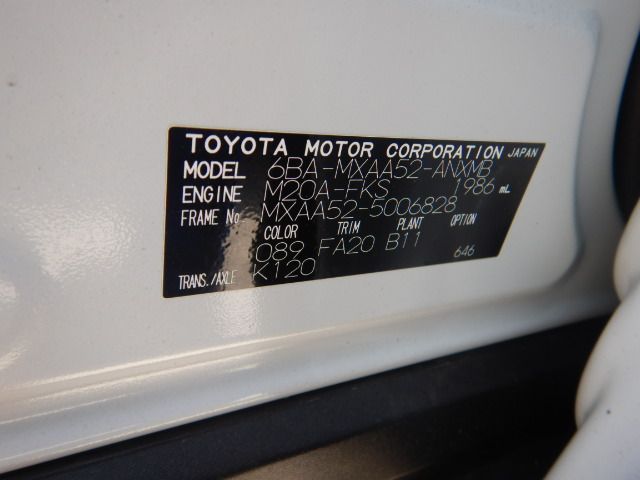 TOYOTA MOTOR CORPORATION JAPAN
MODEL 6BA-MXAA52-ANXMB
ENGINE M20A-FKS 1986 mL
FRAME No. MXAA52-5006828
COLOR TRIM PLANT OPTION
089 FA20 B11 646
TRANS./AXLE K120